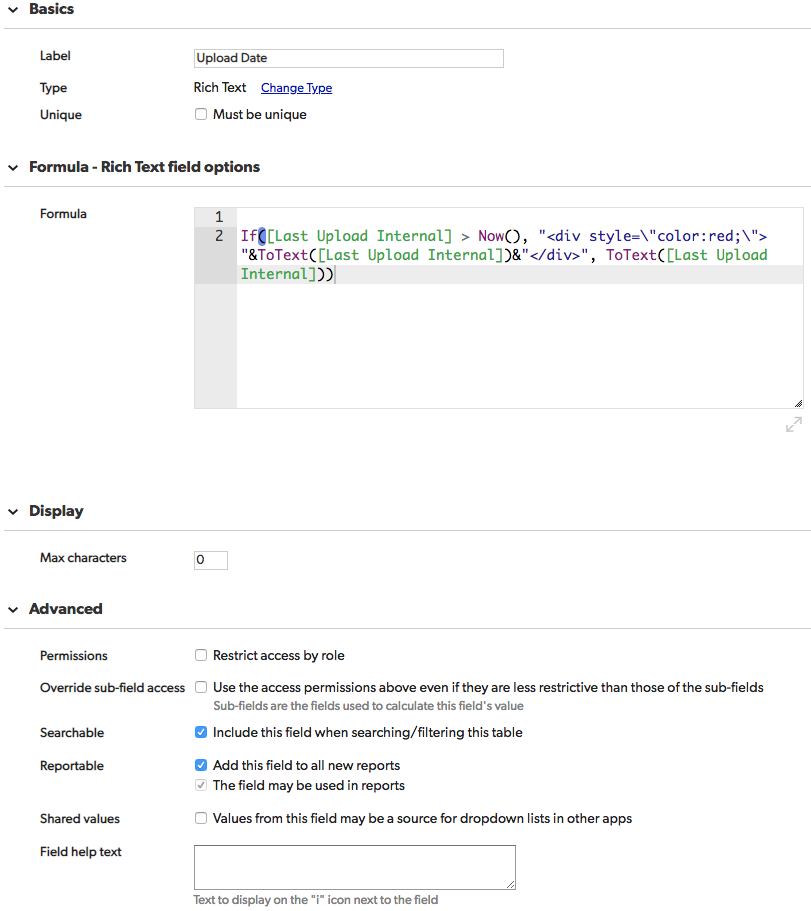 Basics
Label
Upload Date
Type
Rich Text Change Type
Unique
Must be unique
Formula - Rich Text field options
Formula
1
2 If([Last Upload Internal] > Now(), "<div style=\"color:red;\">
"&ToText([Last Upload Internal])&"</div>", ToText([Last Upload
Internal]))
Display
Max characters
0
Advanced
Permissions
Restrict access by role
Override sub-field access
Use the access permissions above even if they are less restrictive than those of the sub-fields
Sub-fields are the fields used to calculate this field's value
Searchable
Include this field when searching/filtering this table
Reportable
Add this field to all new reports
The field may be used in reports
Shared values
Values from this field may be a source for dropdown lists in other apps
Field help text
Text to display on the "i" icon next to the field